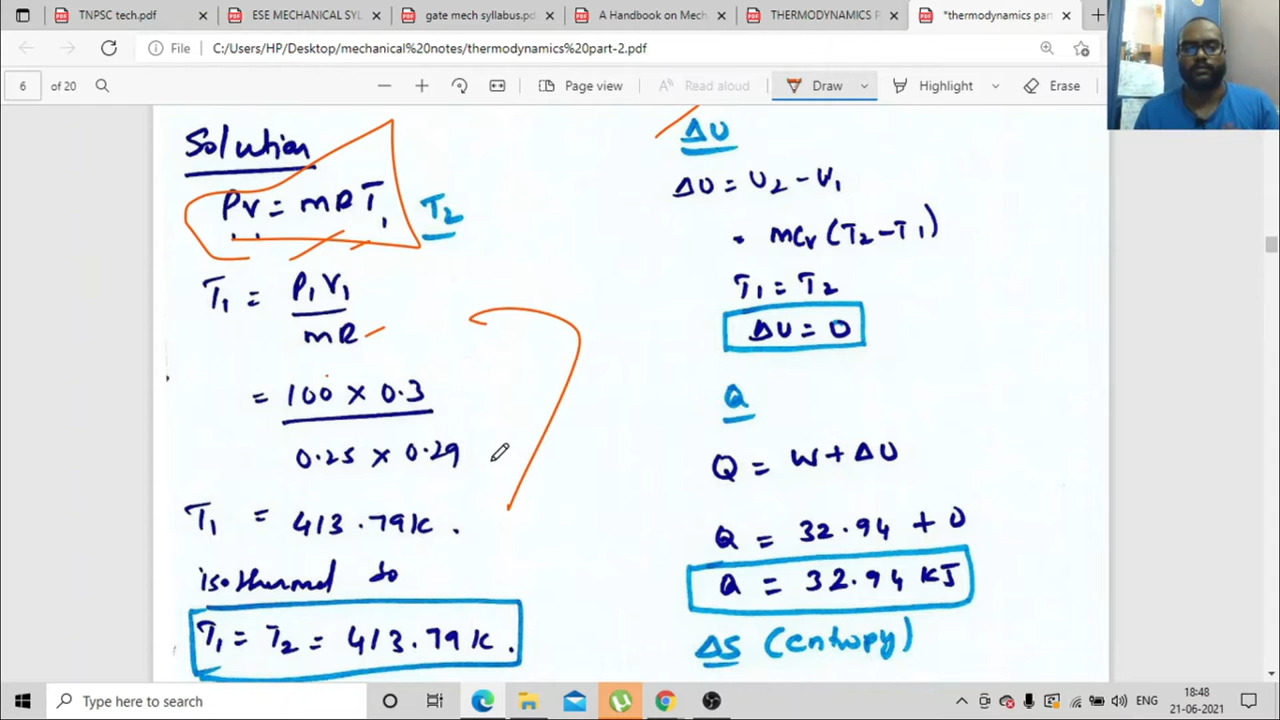 TNPSC tech.pdf
ESE MECHANICAL SYL
gate mech syllabus.pd
A Handbook on Mech
THERMODYNAMICS P
*thermodynamics par
File
C:/Users/HP/Desktop/mechanical%20notes/thermodynamics%20part-2.pdf
6 of 20
Page view
Read aloud
Draw
Highlight
Erase
Solution
PV = mRT₁ T₂
T₁ = P₁V₁ / mR
= 100 × 0.3
0.25 × 0.29
T₁ = 413.79 K.
isothermal so
T₁ = T₂ = 413.79 K.
ΔU
ΔU = U₂ - U₁
= mCv (T₂ - T₁)
T₁ = T₂
ΔU = 0
Q
Q = W + ΔU
Q = 32.94 + 0
Q = 32.94 KJ
ΔS (entropy)
Type here to search
ENG
18:48
21-06-2021